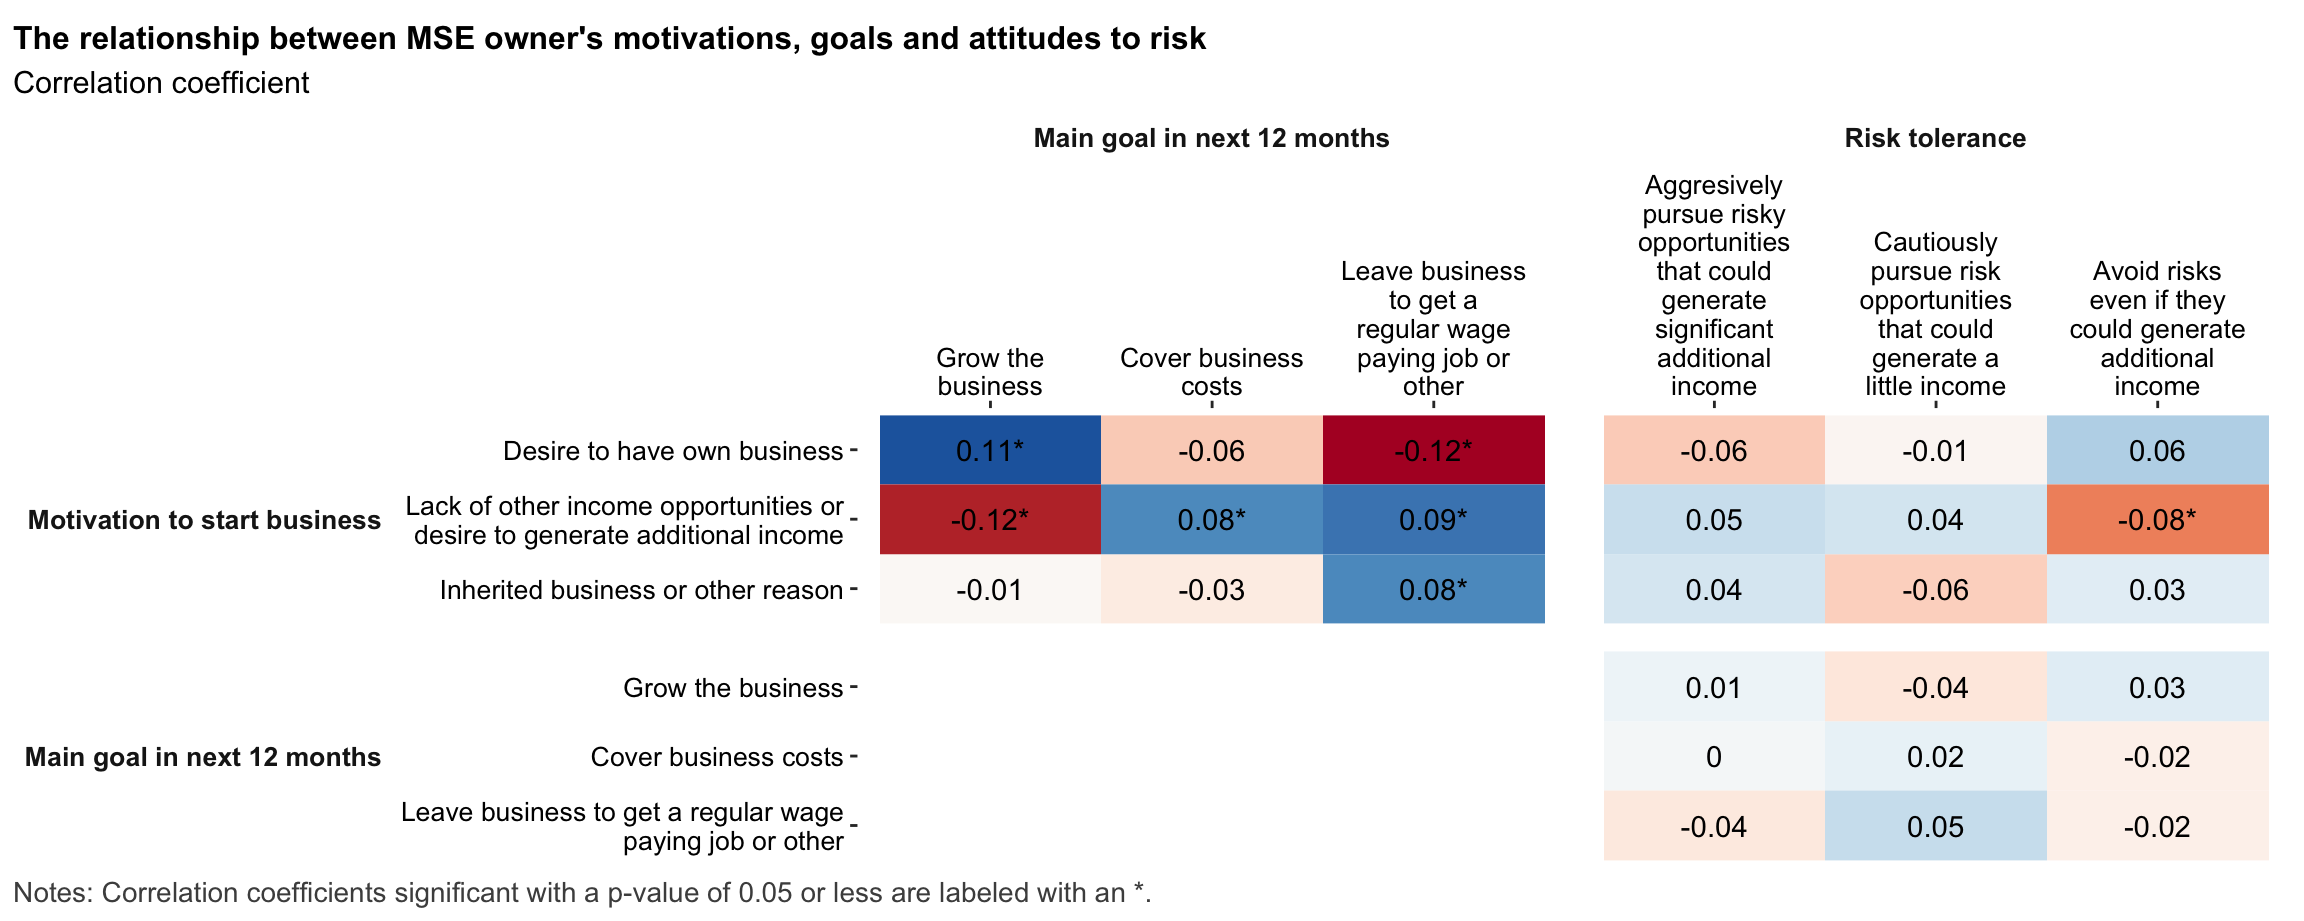 The relationship between MSE owner's motivations, goals and attitudes to risk
Correlation coefficient
Main goal in next 12 months
Risk tolerance
Grow the
business
Cover business
costs
Leave business
to get a
regular wage
paying job or
other
Aggresively
pursue risky
opportunities
that could
generate
significant
additional
income
Cautiously
pursue risk
opportunities
that could
generate a
little income
Avoid risks
even if they
could generate
additional
income
Motivation to start business
Desire to have own business
0.11* -0.06 -0.12* -0.06 -0.01 0.06
Lack of other income opportunities or
desire to generate additional income
-0.12* 0.08* 0.09* 0.05 0.04 -0.08*
Inherited business or other reason
-0.01 -0.03 0.08* 0.04 -0.06 0.03
Main goal in next 12 months
Grow the business
0.01 -0.04 0.03
Cover business costs
0 0.02 -0.02
Leave business to get a regular wage
paying job or other
-0.04 0.05 -0.02
Notes: Correlation coefficients significant with a p-value of 0.05 or less are labeled with an *.